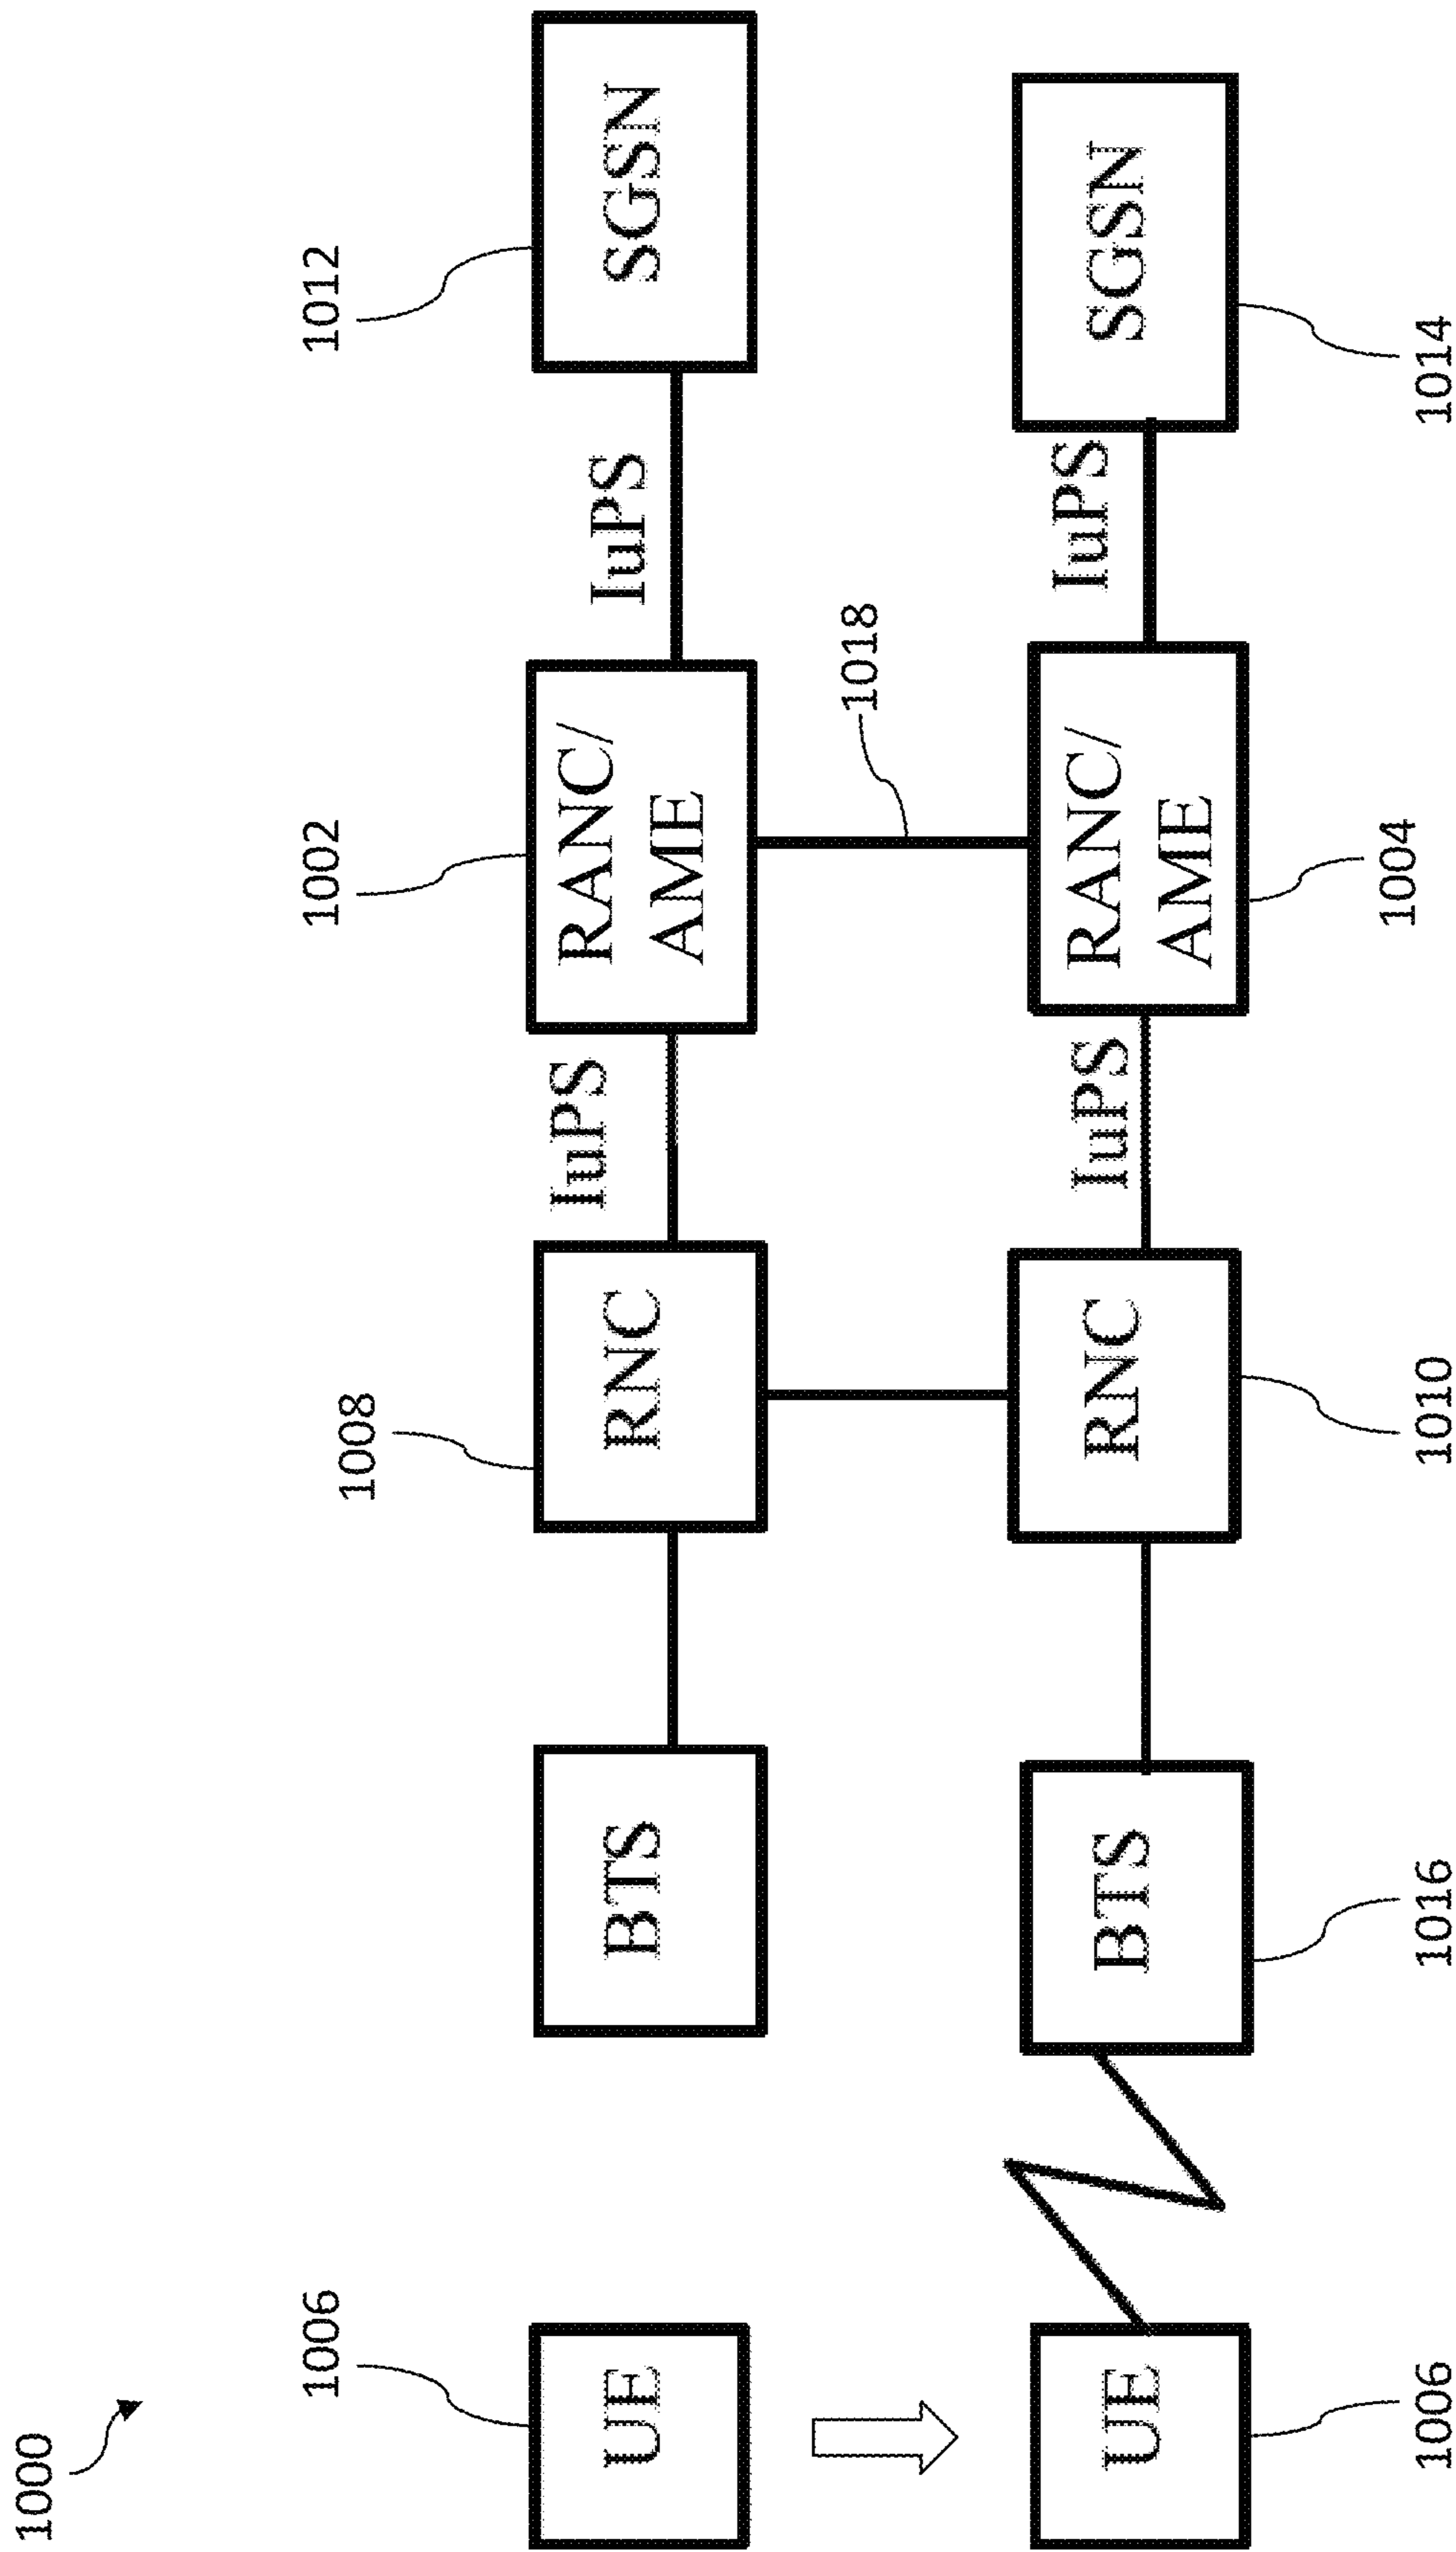 1000
1006
1008
1002
1012
UE
BTS
RNC
IuPS
RANC/
AME
IuPS
SGSN
1018
UE
BTS
RNC
IuPS
RANC/
AME
IuPS
SGSN
1006
1016
1010
1004
1014